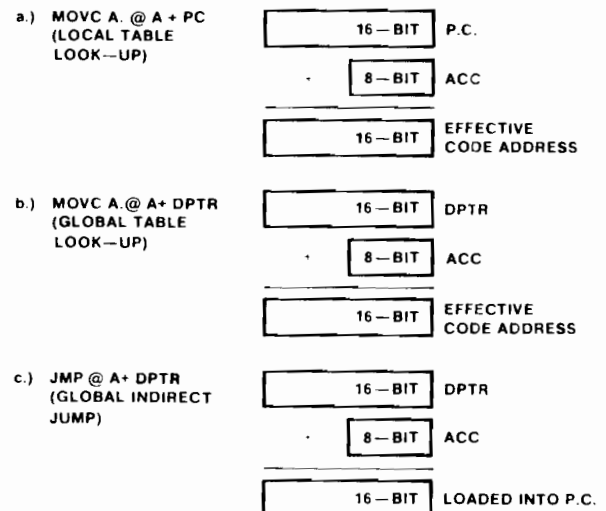 a.) MOVC A. @ A + PC
(LOCAL TABLE
LOOK—UP)
16—BIT P.C.
8—BIT ACC
16—BIT EFFECTIVE
CODE ADDRESS
b.) MOVC A.@ A+ DPTR
(GLOBAL TABLE
LOOK—UP)
16—BIT DPTR
8—BIT ACC
16—BIT EFFECTIVE
CODE ADDRESS
c.) JMP @ A+ DPTR
(GLOBAL INDIRECT
JUMP)
16—BIT DPTR
8—BIT ACC
16—BIT LOADED INTO P.C.